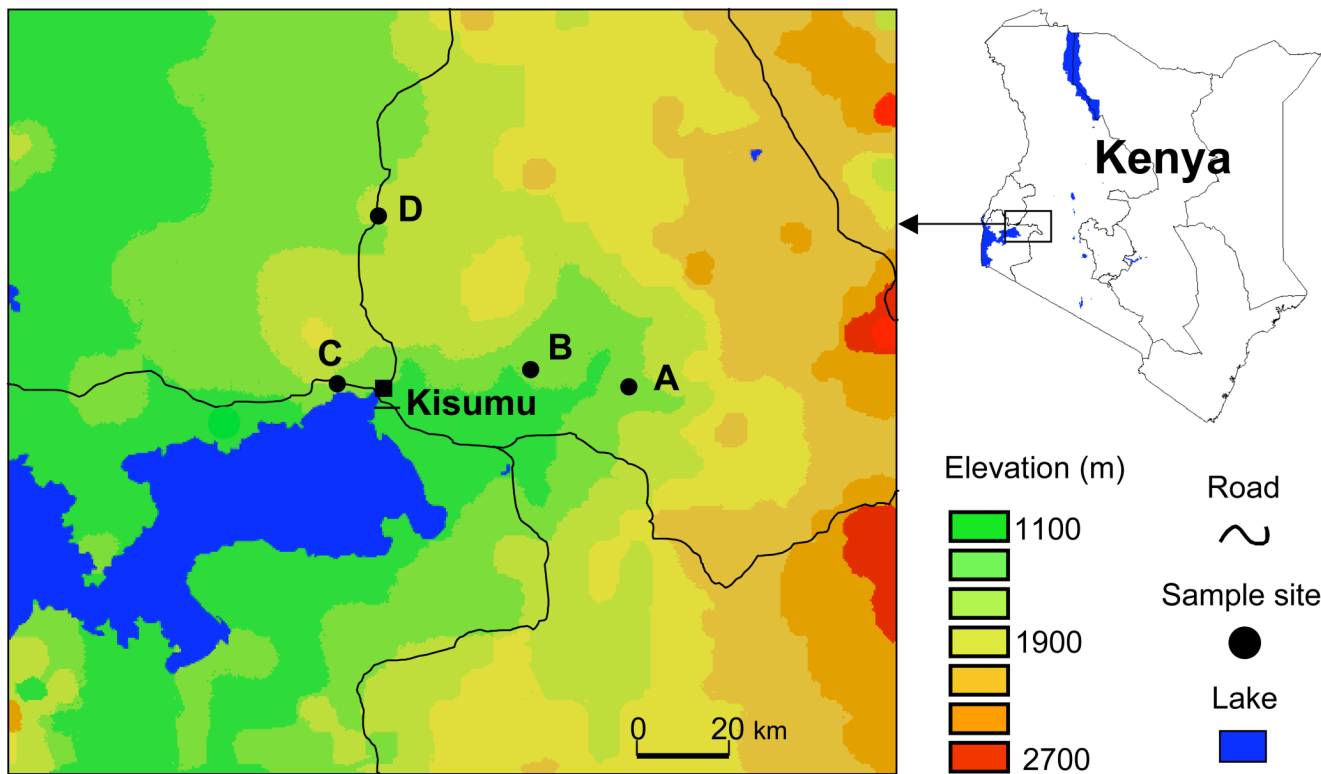 D
B
C
A
Kisumu
0 20 km
Kenya
Elevation (m)
1100
1900
2700
Road
Sample site
Lake